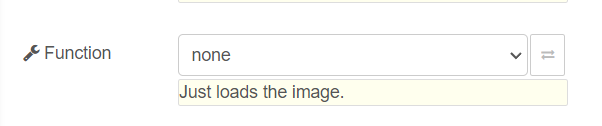 Function
none
Just loads the image.